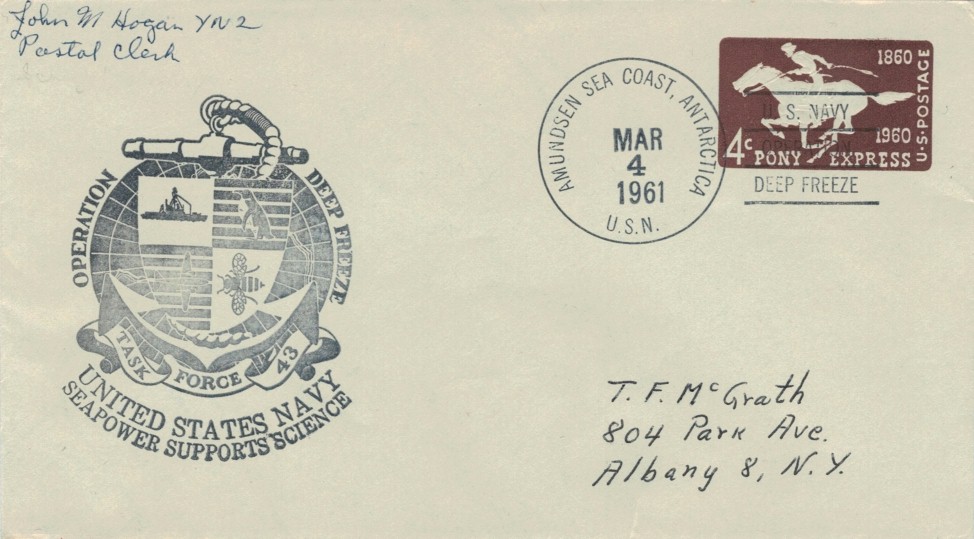 John M Hogan YN2
Postal Clerk
OPERATION
DEEP FREEZE
TASK
FORCE
43
UNITED STATES NAVY
SEAPOWER SUPPORTS SCIENCE
AMUNDSEN SEA COAST, ANTARCTICA
MAR
4
1961
U.S.N.
1860
1960
U.S. POSTAGE
4c PONY EXPRESS
U.S. NAVY
OPERATION
DEEP FREEZE
T. F. McGrath
804 Park Ave.
Albany 8, N.Y.